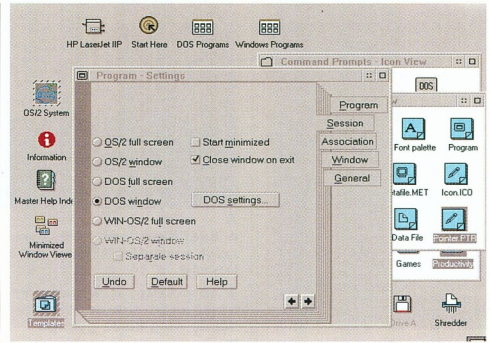 HP LaserJet IIP
Start Here
DOS Programs
Windows Programs
Command Prompts - Icon View
DOS
OS/2 System
Information
Master Help Inde
Minimized
Window Viewe
Templates
Program - Settings
Program
Session
Association
Window
General
OS/2 full screen
Start minimized
OS/2 window
Close window on exit
DOS full screen
DOS window
DOS settings...
WIN-OS/2 full screen
WIN-OS/2 window
Separate session
Undo
Default
Help
w
Font palette
Program
tafile.MET
Icon.ICO
Data File
Pointer.PTR
Games
Productivity
Drive A
Shredder